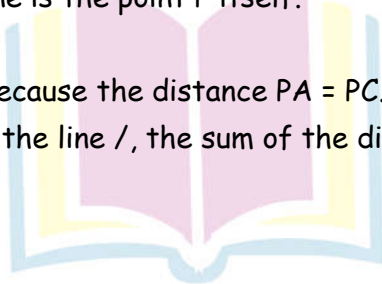 ne is the point P itself.
ecause the distance PA = PC.
the line /, the sum of the di